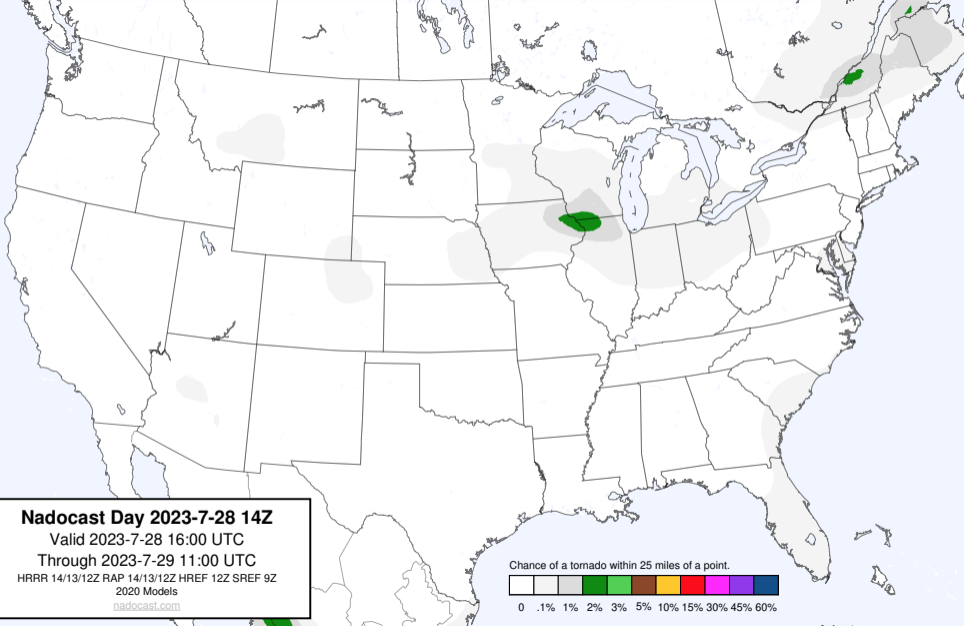 Nadocast Day 2023-7-28 14Z
Valid 2023-7-28 16:00 UTC
Through 2023-7-29 11:00 UTC
HRRR 14/13/12Z RAP 14/13/12Z HREF 12Z SREF 9Z
2020 Models
nadocast.com
Chance of a tornado within 25 miles of a point.
0 .1% 1% 2% 3% 5% 10% 15% 30% 45% 60%